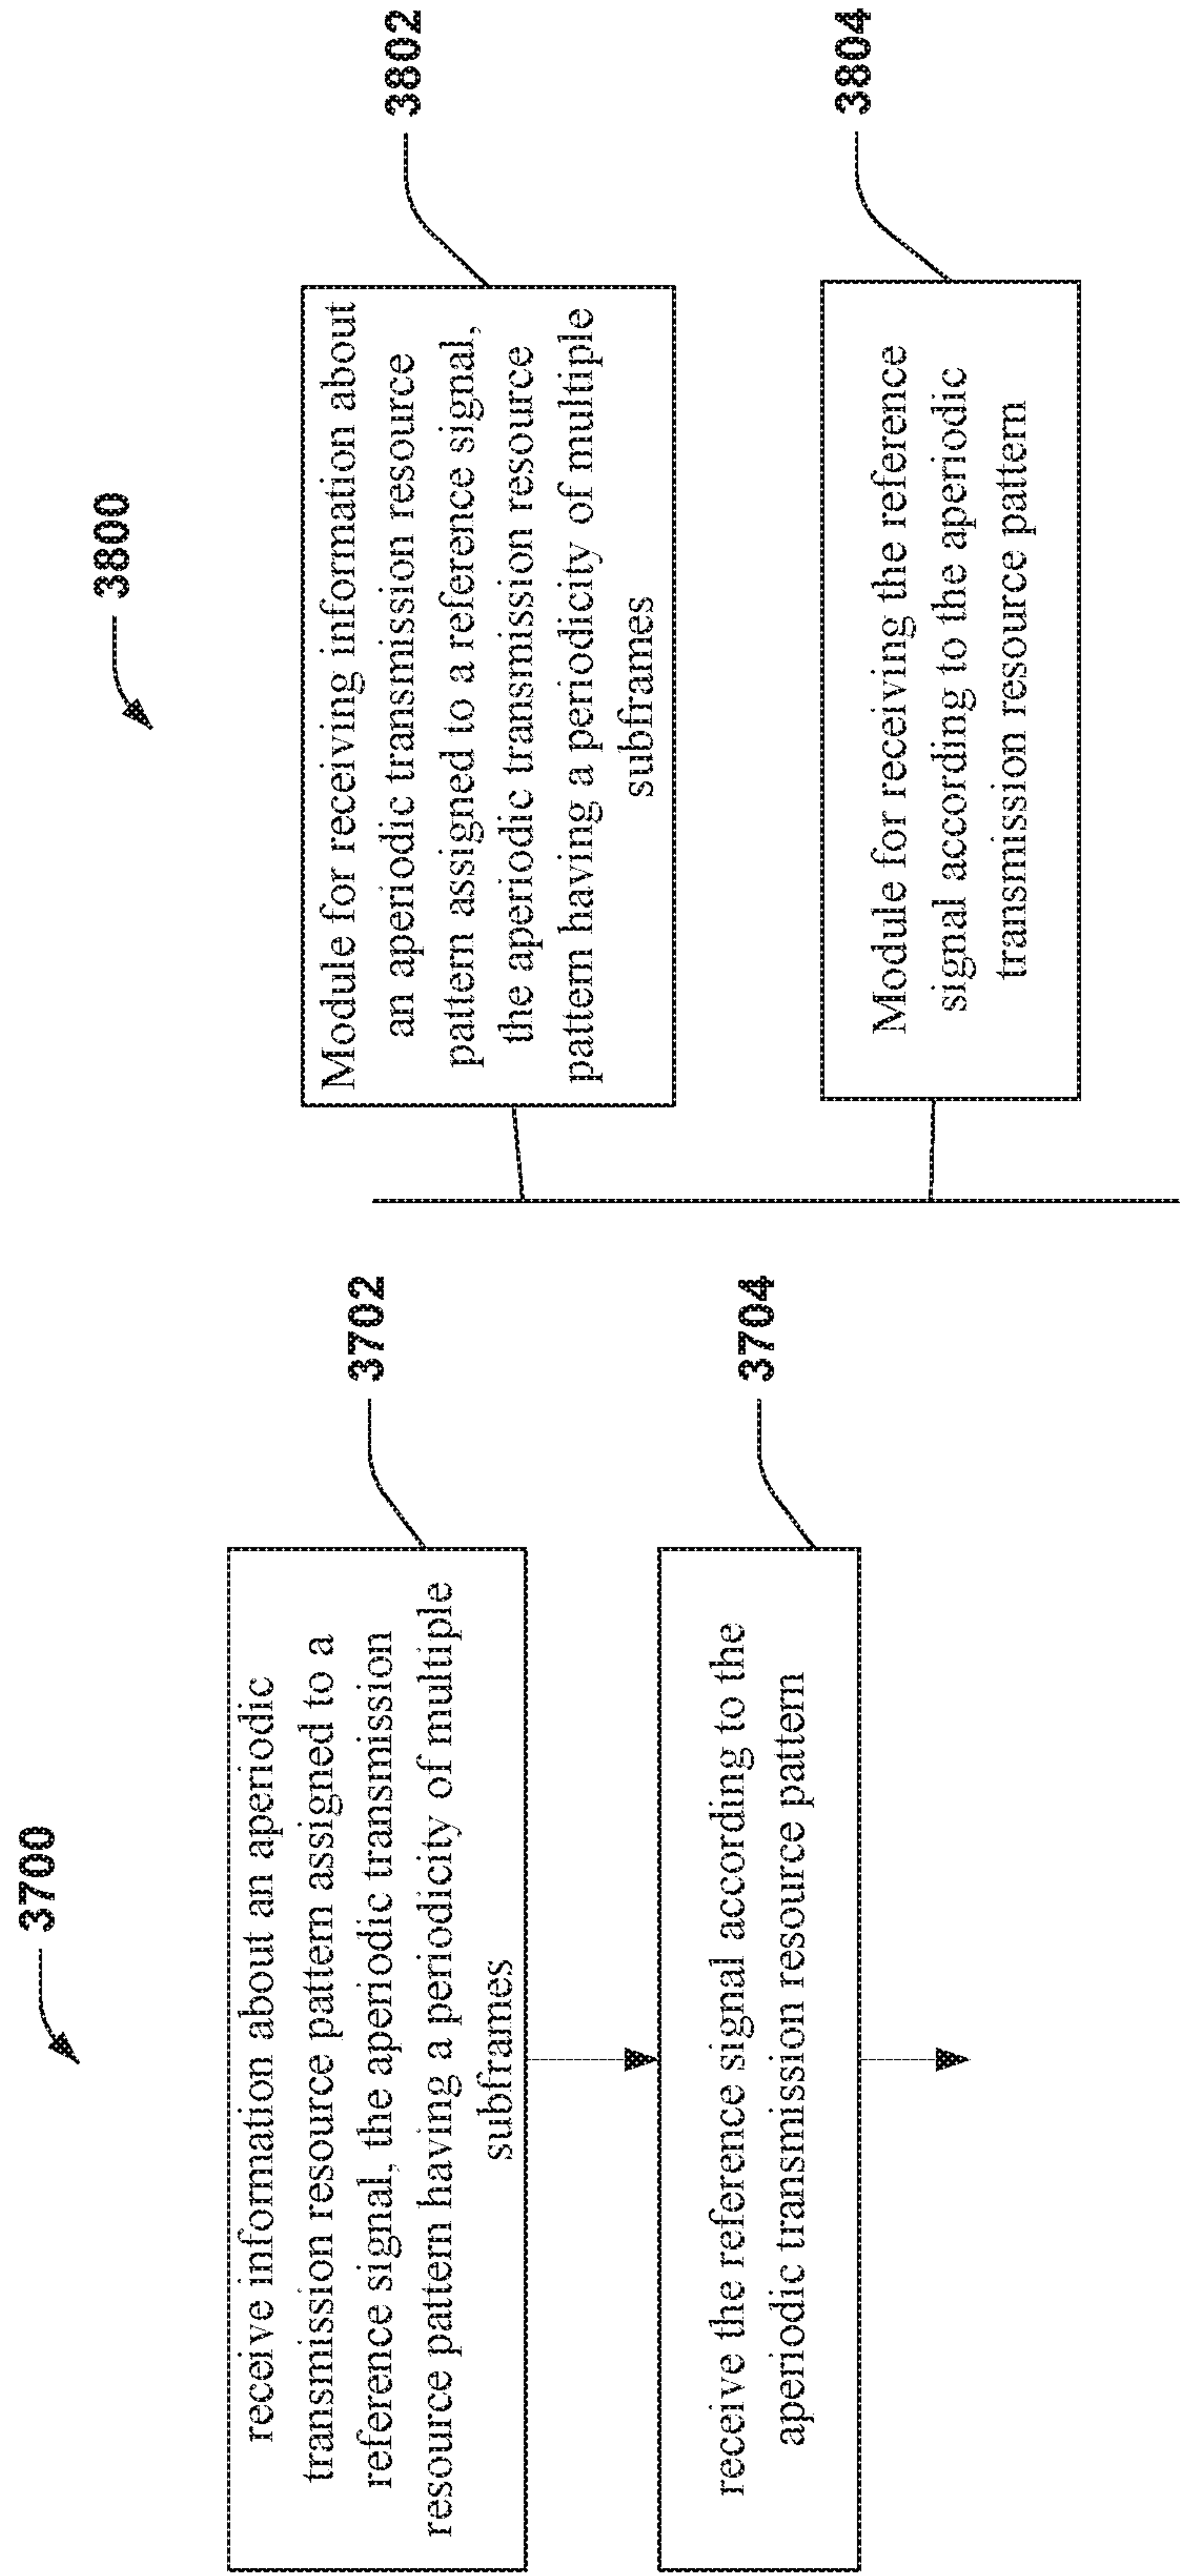 3700
receive information about an aperiodic
transmission resource pattern assigned to a
reference signal, the aperiodic transmission
resource pattern having a periodicity of multiple
subframes
3702
receive the reference signal according to the
aperiodic transmission resource pattern
3704
3800
Module for receiving information about
an aperiodic transmission resource
pattern assigned to a reference signal,
the aperiodic transmission resource
pattern having a periodicity of multiple
subframes
3802
Module for receiving the reference
signal according to the aperiodic
transmission resource pattern
3804